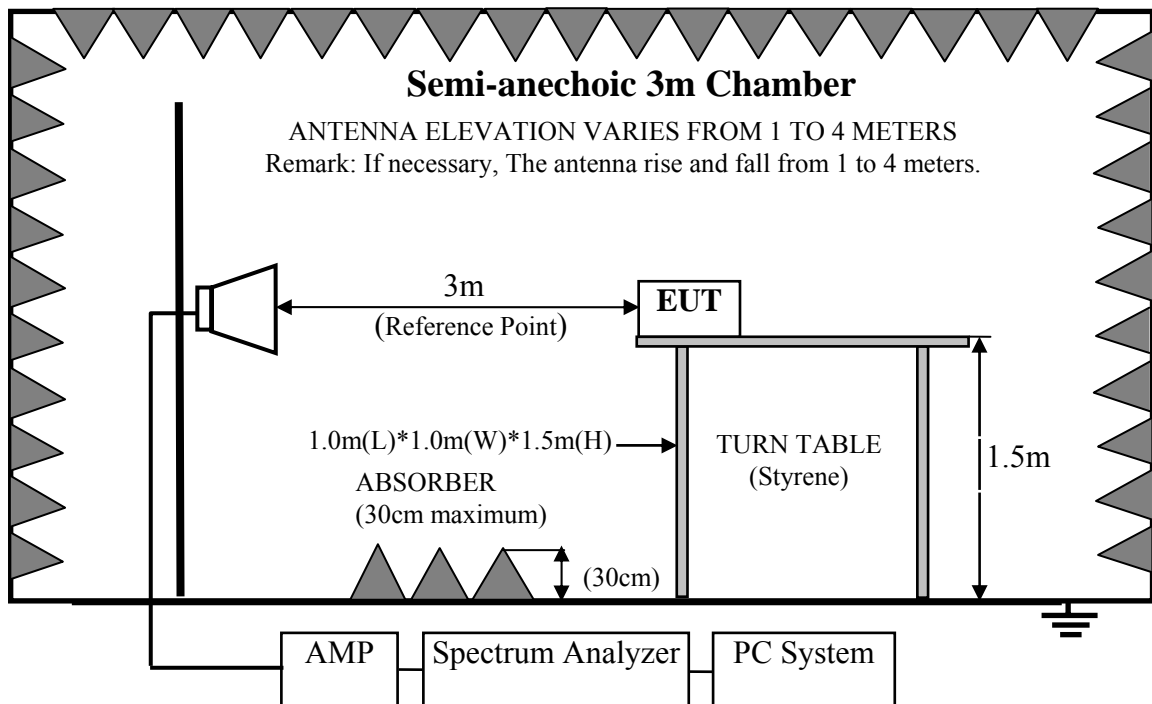 Semi-anechoic 3m Chamber
ANTENNA ELEVATION VARIES FROM 1 TO 4 METERS
Remark: If necessary, The antenna rise and fall from 1 to 4 meters.
3m
(Reference Point)
EUT
1.0m(L)*1.0m(W)*1.5m(H)
TURN TABLE
(Styrene)
1.5m
ABSORBER
(30cm maximum)
(30cm)
AMP
Spectrum Analyzer
PC System